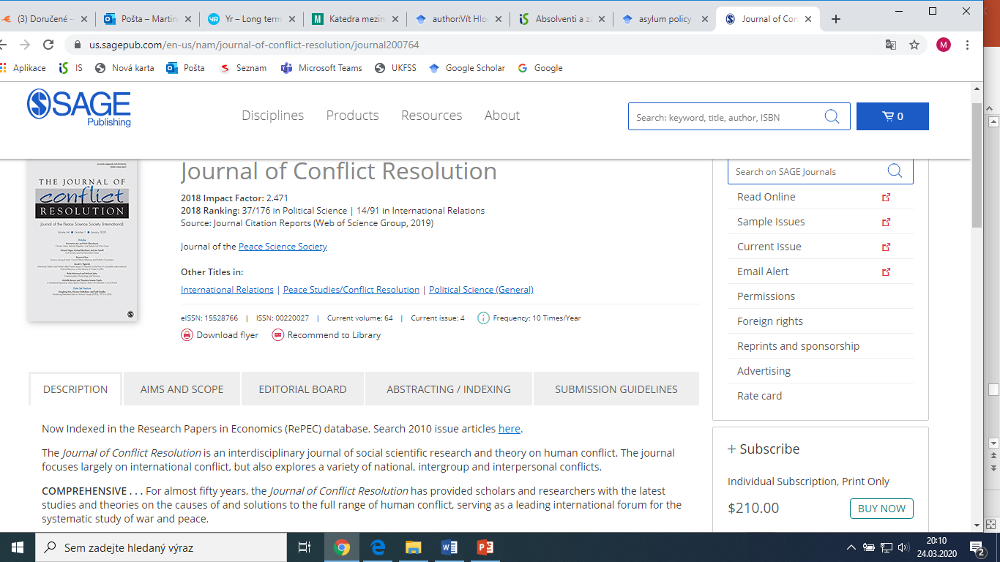 (3) Doručené –
Pošta – Martin
Yr – Long term
Katedra mezin
author:Vít Hlou
Absolventi a zá
asylum policy
Journal of Con
us.sagepub.com/en-us/nam/journal-of-conflict-resolution/journal200764
M
Aplikace
IS
Nová karta
Pošta
Seznam
Microsoft Teams
UKFSS
Google Scholar
Google
SAGE
Publishing
Disciplines
Products
Resources
About
Search: keyword, title, author, ISBN
0
THE JOURNAL OF
conflict
RESOLUTION
Journal of the Peace Science Society (International)
Journal of Conflict Resolution
2018 Impact Factor: 2.471
2018 Ranking: 37/176 in Political Science | 14/91 in International Relations
Source: Journal Citation Reports (Web of Science Group, 2019)
Journal of the Peace Science Society
Other Titles in:
International Relations | Peace Studies/Conflict Resolution | Political Science (General)
eISSN: 15528766 | ISSN: 00220027 | Current volume: 64 | Current issue: 4 Frequency: 10 Times/Year
Download flyer Recommend to Library
Search on SAGE Journals
Read Online
Sample Issues
Current Issue
Email Alert
Permissions
Foreign rights
Reprints and sponsorship
Advertising
Rate card
DESCRIPTION
AIMS AND SCOPE
EDITORIAL BOARD
ABSTRACTING / INDEXING
SUBMISSION GUIDELINES
Now Indexed in the Research Papers in Economics (RePEC) database. Search 2010 issue articles here.
The Journal of Conflict Resolution is an interdisciplinary journal of social scientific research and theory on human conflict. The journal
focuses largely on international conflict, but also explores a variety of national, intergroup and interpersonal conflicts.
COMPREHENSIVE . . . For almost fifty years, the Journal of Conflict Resolution has provided scholars and researchers with the latest
studies and theories on the causes of and solutions to the full range of human conflict, serving as a leading international forum for the
systematic study of war and peace.
+ Subscribe
Individual Subscription, Print Only
$210.00
BUY NOW
Sem zadejte hledaný výraz
20:10
24.03.2020
2